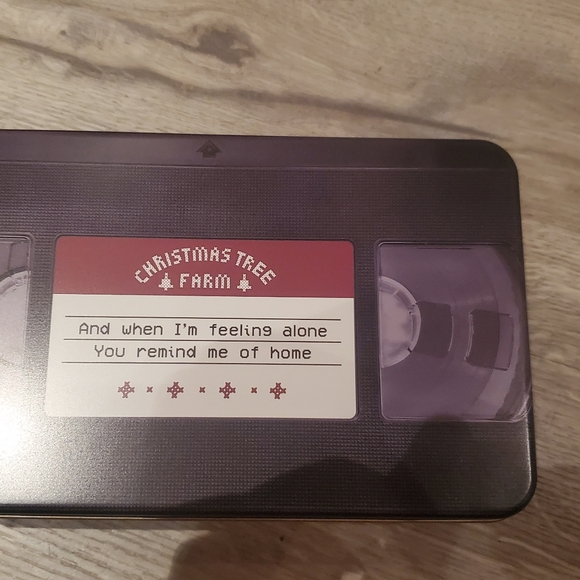 CHRISTMAS TREE
FARM
And when I'm feeling alone
You remind me of home